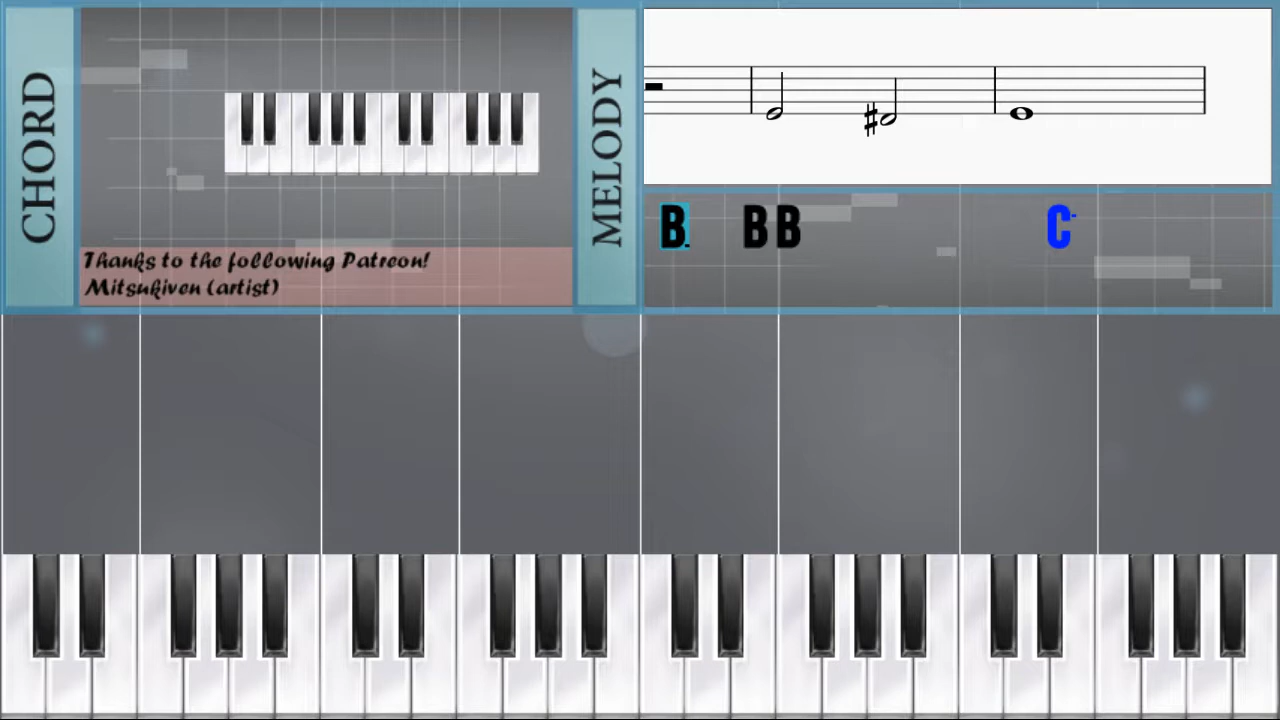 CHORD
MELODY
B. B B C-
Thanks to the following Patreon!
Mitsukiven (artist)